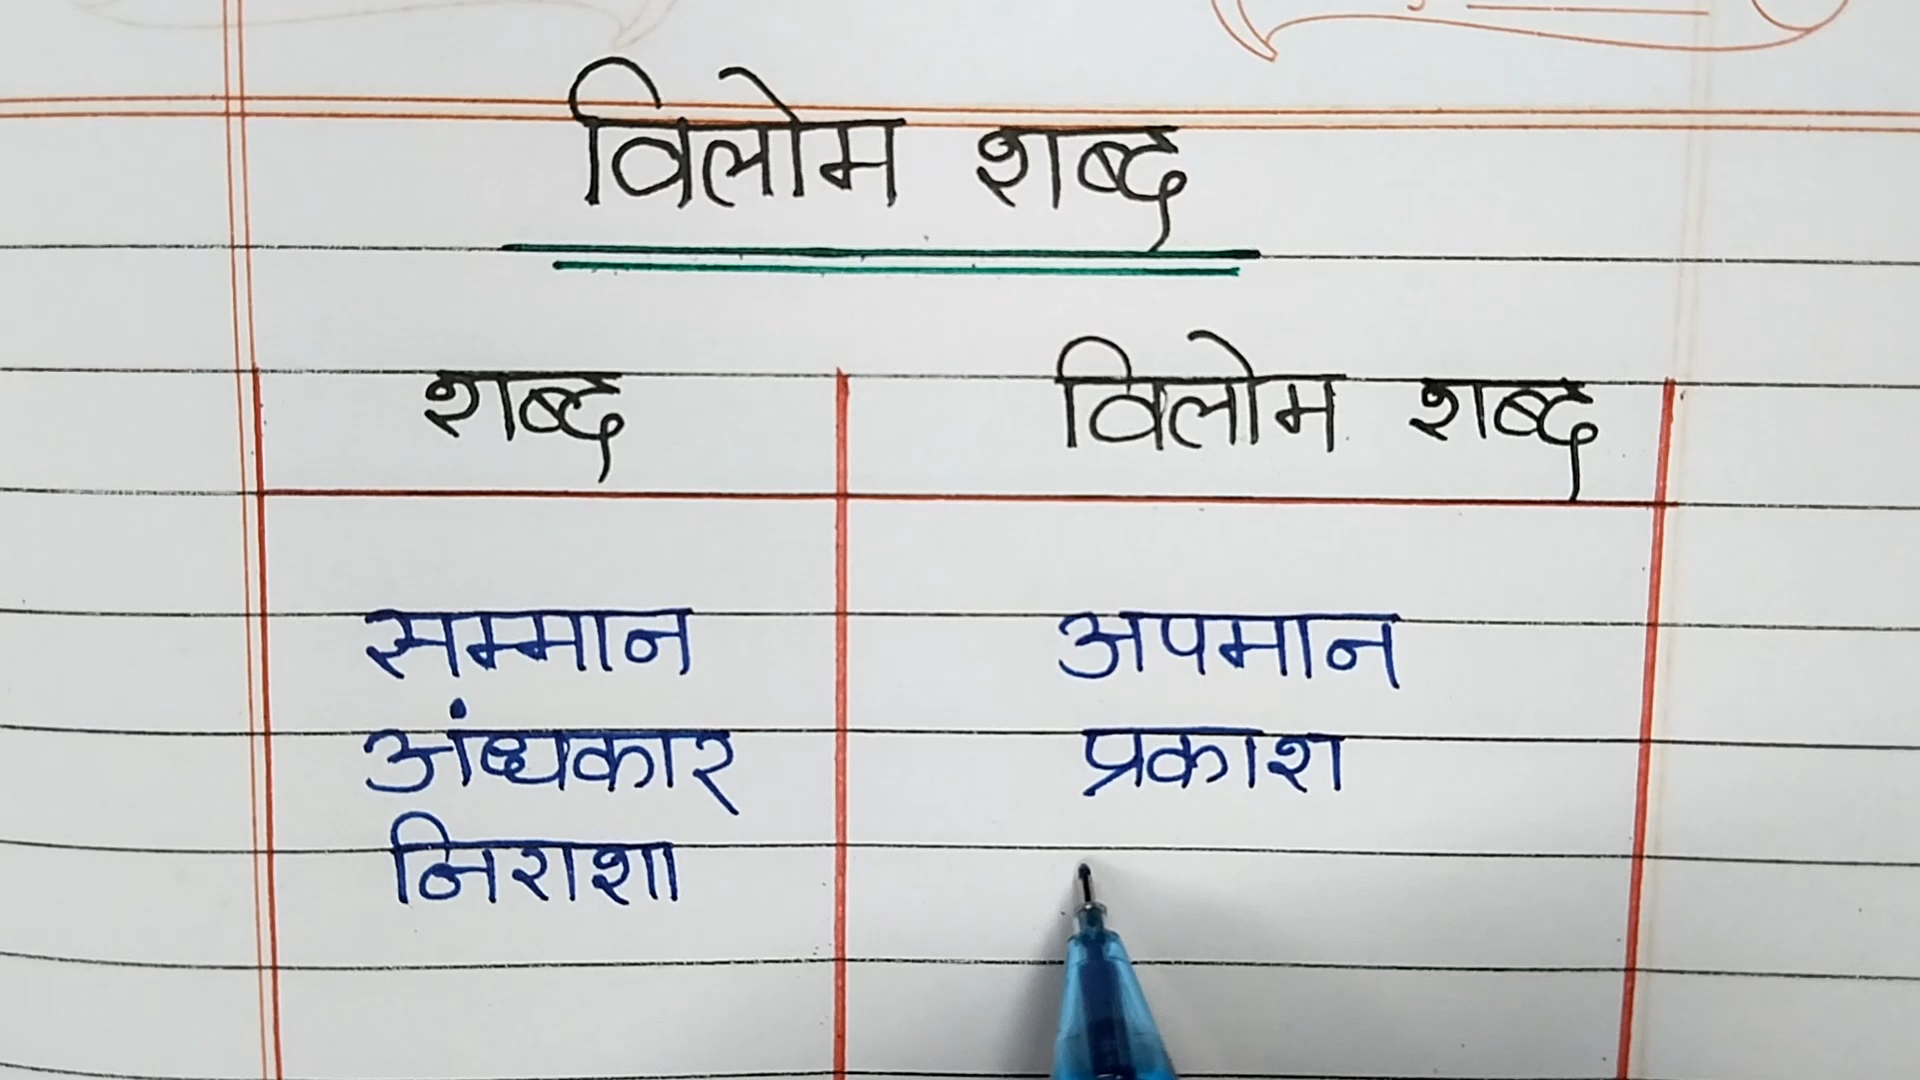 विलोम शब्द
शब्द विलोम शब्द
सम्मान अपमान
अंधकार प्रकाश
निराशा